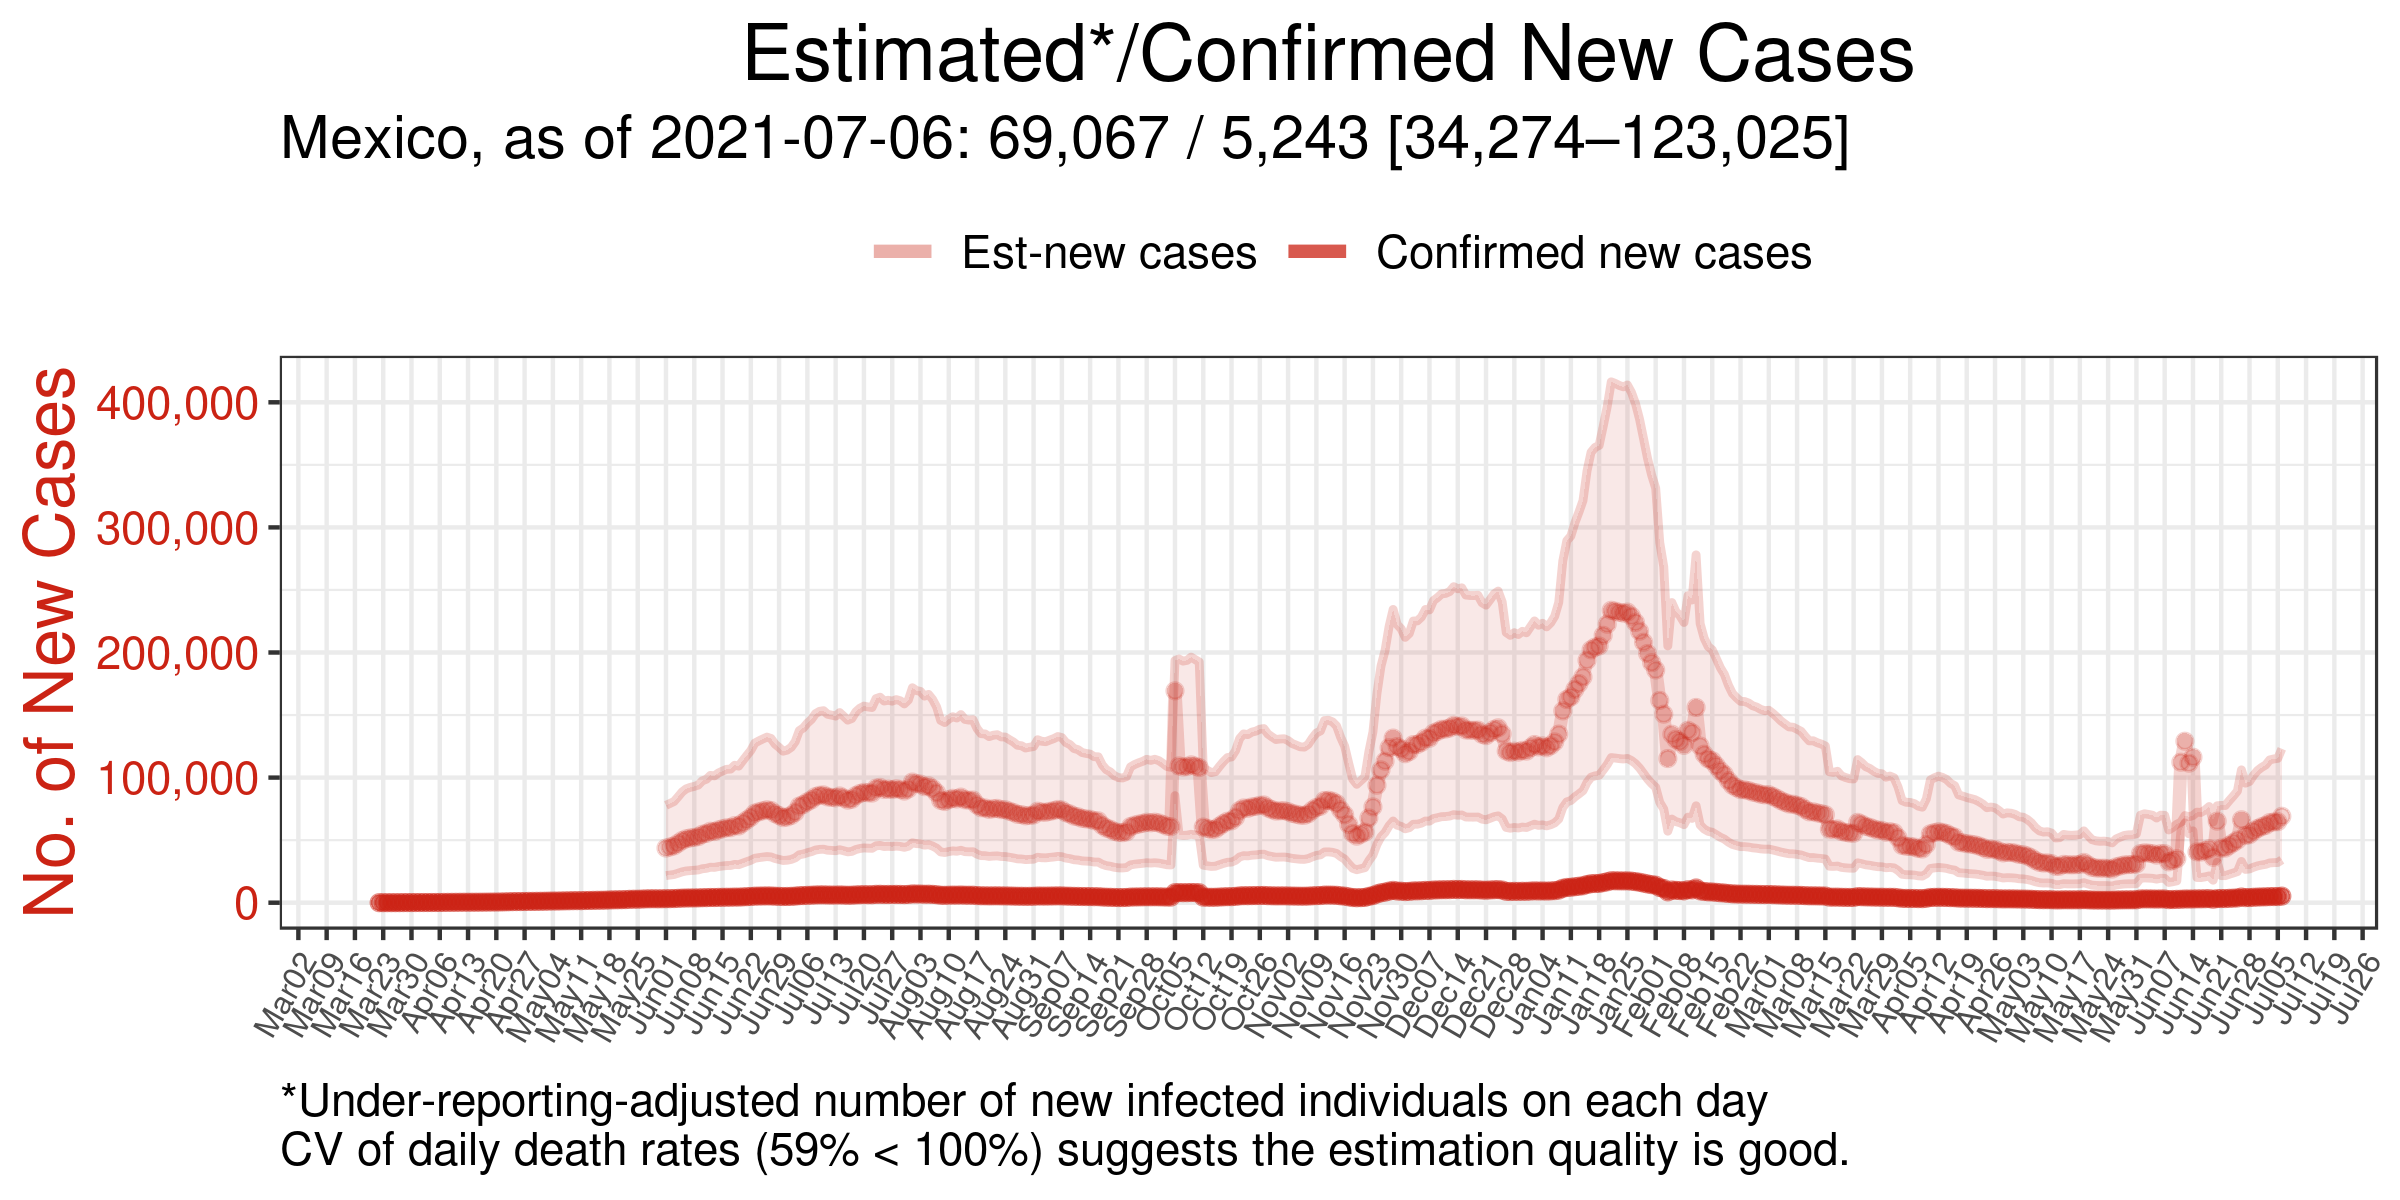 Estimated*/Confirmed New Cases
Mexico, as of 2021-07-06: 69,067 / 5,243 [34,274–123,025]
Est-new cases Confirmed new cases
No. of New Cases
400,000
300,000
200,000
100,000
0
Mar02 Mar09 Mar16 Mar23 Mar30 Apr06 Apr13 Apr20 Apr27 May04 May11 May18 May25 Jun01 Jun08 Jun15 Jun22 Jun29 Jul06 Jul13 Jul20 Jul27 Aug03 Aug10 Aug17 Aug24 Aug31 Sep07 Sep14 Sep21 Sep28 Oct05 Oct12 Oct19 Oct26 Nov02 Nov09 Nov16 Nov23 Nov30 Dec07 Dec14 Dec21 Dec28 Jan04 Jan11 Jan18 Jan25 Feb01 Feb08 Feb15 Feb22 Mar01 Mar08 Mar15 Mar22 Mar29 Apr05 Apr12 Apr19 Apr26 May03 May10 May17 May24 May31 Jun07 Jun14 Jun21 Jun28 Jul05 Jul12 Jul19 Jul26
*Under-reporting-adjusted number of new infected individuals on each day
CV of daily death rates (59% < 100%) suggests the estimation quality is good.